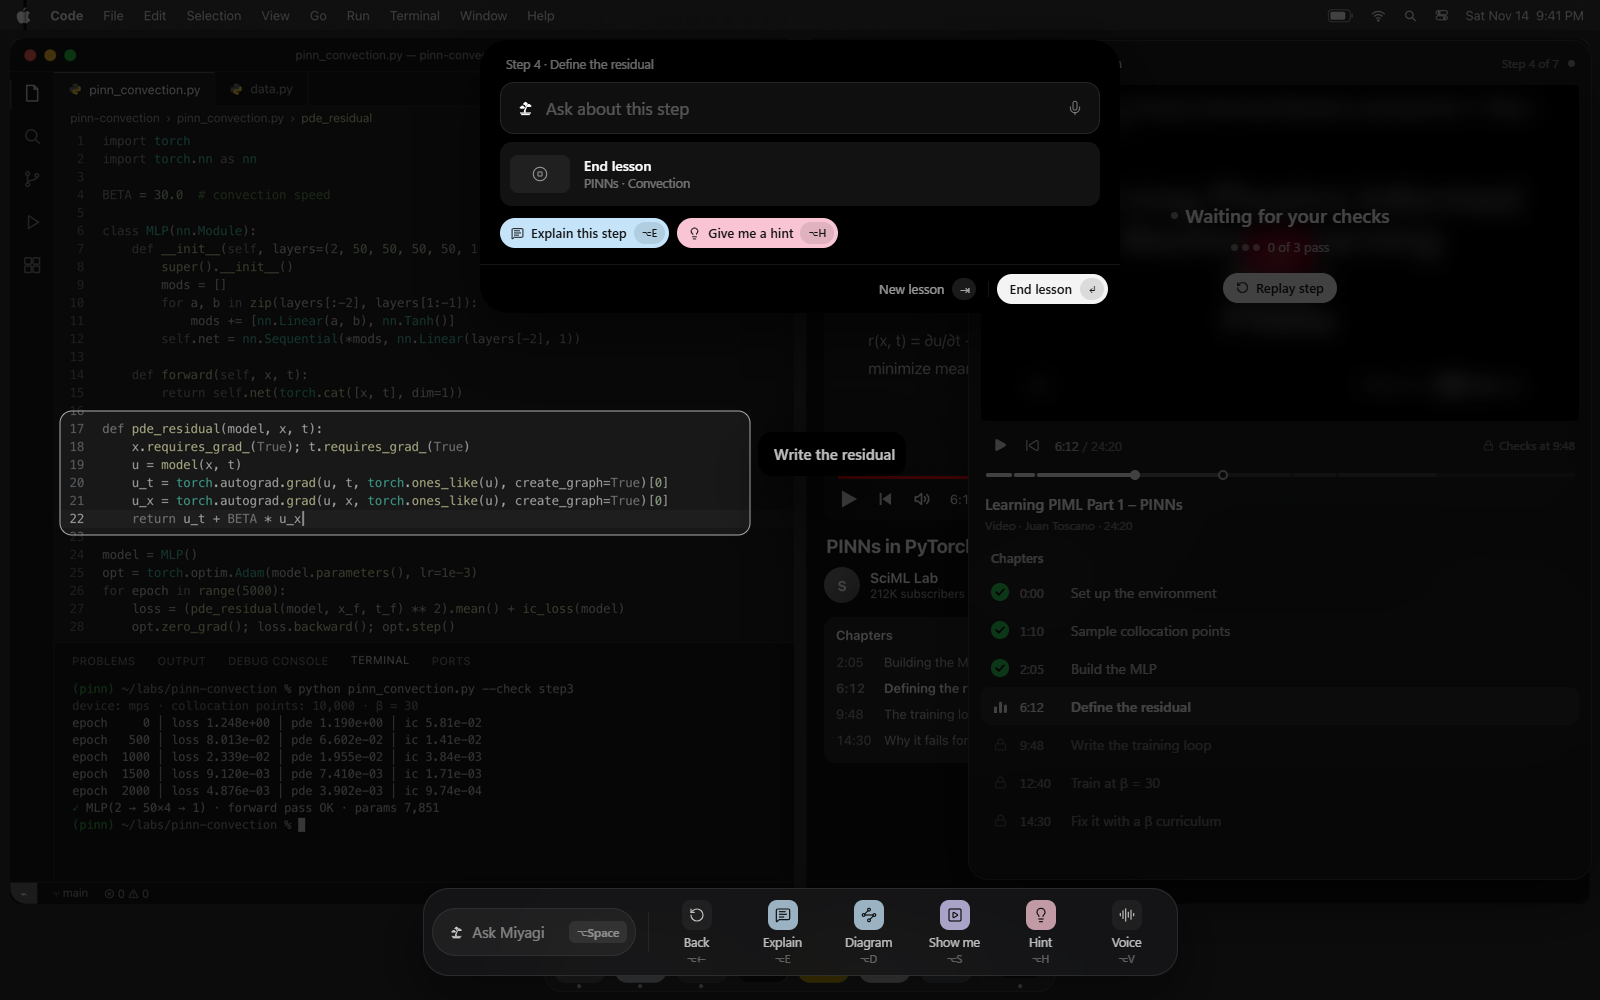 Code File Edit Selection View Go Run Terminal Window Help
Sat Nov 14 9:41 PM
pinn_convection.py — pinn-conve
pinn_convection.py
data.py
pinn-convection › pinn_convection.py › pde_residual
1 import torch
2 import torch.nn as nn
3
4 BETA = 30.0 # convection speed
5
6 class MLP(nn.Module):
7 def __init__(self, layers=(2, 50, 50, 50, 50, 1
8 super().__init__()
9 mods = []
10 for a, b in zip(layers[:-2], layers[1:-1]):
11 mods += [nn.Linear(a, b), nn.Tanh()]
12 self.net = nn.Sequential(*mods, nn.Linear(layers[-2], 1))
13
14 def forward(self, x, t):
15 return self.net(torch.cat([x, t], dim=1))
16
17 def pde_residual(model, x, t):
18 x.requires_grad_(True); t.requires_grad_(True)
19 u = model(x, t)
20 u_t = torch.autograd.grad(u, t, torch.ones_like(u), create_graph=True)[0]
21 u_x = torch.autograd.grad(u, x, torch.ones_like(u), create_graph=True)[0]
22 return u_t + BETA * u_x
23
24 model = MLP()
25 opt = torch.optim.Adam(model.parameters(), lr=1e-3)
26 for epoch in range(5000):
27 loss = (pde_residual(model, x_f, t_f) ** 2).mean() + ic_loss(model)
28 opt.zero_grad(); loss.backward(); opt.step()
PROBLEMS OUTPUT DEBUG CONSOLE TERMINAL PORTS
(pinn) ~/labs/pinn-convection % python pinn_convection.py --check step3
device: mps · collocation points: 10,000 · β = 30
epoch 0 | loss 1.248e+00 | pde 1.190e+00 | ic 5.81e-02
epoch 500 | loss 8.013e-02 | pde 6.602e-02 | ic 1.41e-02
epoch 1000 | loss 2.339e-02 | pde 1.955e-02 | ic 3.84e-03
epoch 1500 | loss 9.120e-03 | pde 7.410e-03 | ic 1.71e-03
epoch 2000 | loss 4.876e-03 | pde 3.902e-03 | ic 9.74e-04
✓ MLP(2 → 50×4 → 1) · forward pass OK · params 7,851
(pinn) ~/labs/pinn-convection %
main 0 0
Step 4 · Define the residual
Ask about this step
End lesson
PINNs · Convection
Explain this step ⌥E
Give me a hint ⌥H
New lesson ⇥
End lesson ↲
Write the residual
r(x, t) = ∂u/∂t
minimize mea
6:1
PINNs in PyTorc
S
SciML Lab
212K subscribers
Chapters
2:05 Building the M
6:12 Defining the r
9:48 The training lo
14:30 Why it fails for
Step 4 of 7
Waiting for your checks
0 of 3 pass
Replay step
6:12 / 24:20
Checks at 9:48
Learning PIML Part 1 – PINNs
Video · Juan Toscano · 24:20
Chapters
0:00 Set up the environment
1:10 Sample collocation points
2:05 Build the MLP
6:12 Define the residual
9:48 Write the training loop
12:40 Train at β = 30
14:30 Fix it with a β curriculum
Ask Miyagi ⌥Space
Back ⌥←
Explain ⌥E
Diagram ⌥D
Show me ⌥S
Hint ⌥H
Voice ⌥V